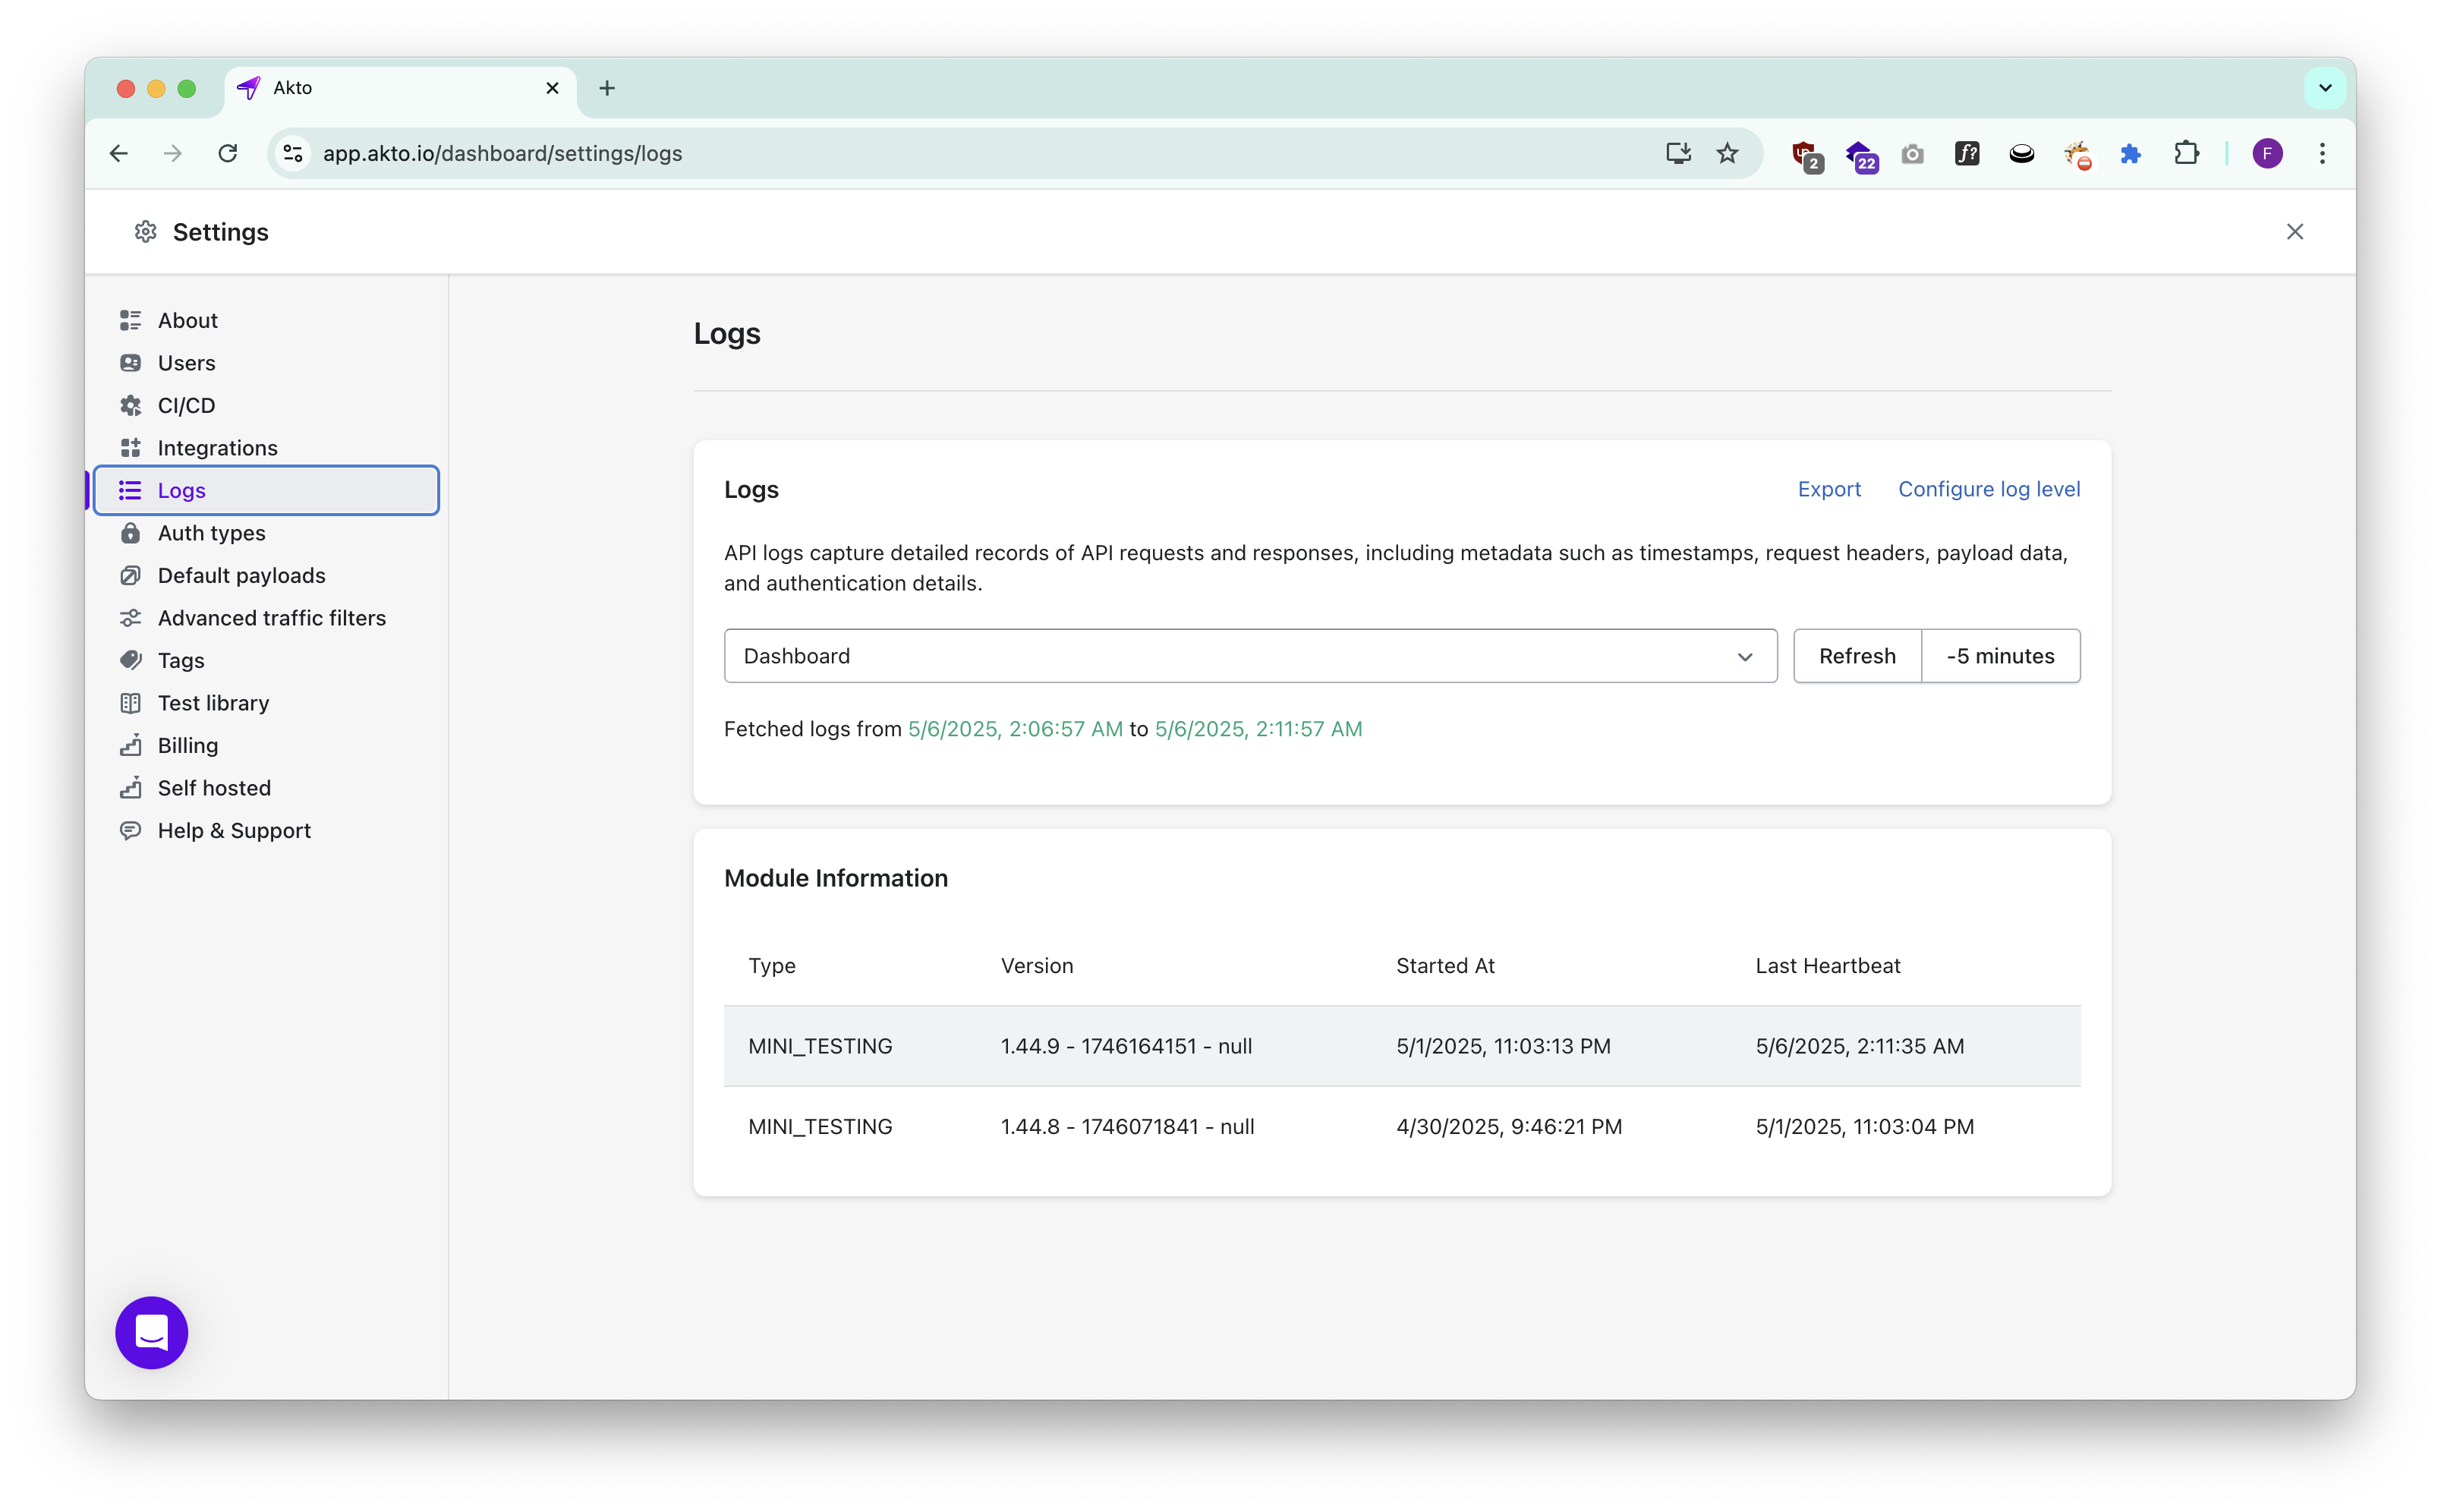 Akto
app.akto.io/dashboard/settings/logs
2
22
f?
F
Settings
About
Users
CI/CD
Integrations
Logs
Auth types
Default payloads
Advanced traffic filters
Tags
Test library
Billing
Self hosted
Help & Support
Logs
Logs
Export
Configure log level
API logs capture detailed records of API requests and responses, including metadata such as timestamps, request headers, payload data,
and authentication details.
Dashboard
Refresh
-5 minutes
Fetched logs from 5/6/2025, 2:06:57 AM to 5/6/2025, 2:11:57 AM
Module Information
Type Version Started At Last Heartbeat
MINI_TESTING 1.44.9 - 1746164151 - null 5/1/2025, 11:03:13 PM 5/6/2025, 2:11:35 AM
MINI_TESTING 1.44.8 - 1746071841 - null 4/30/2025, 9:46:21 PM 5/1/2025, 11:03:04 PM